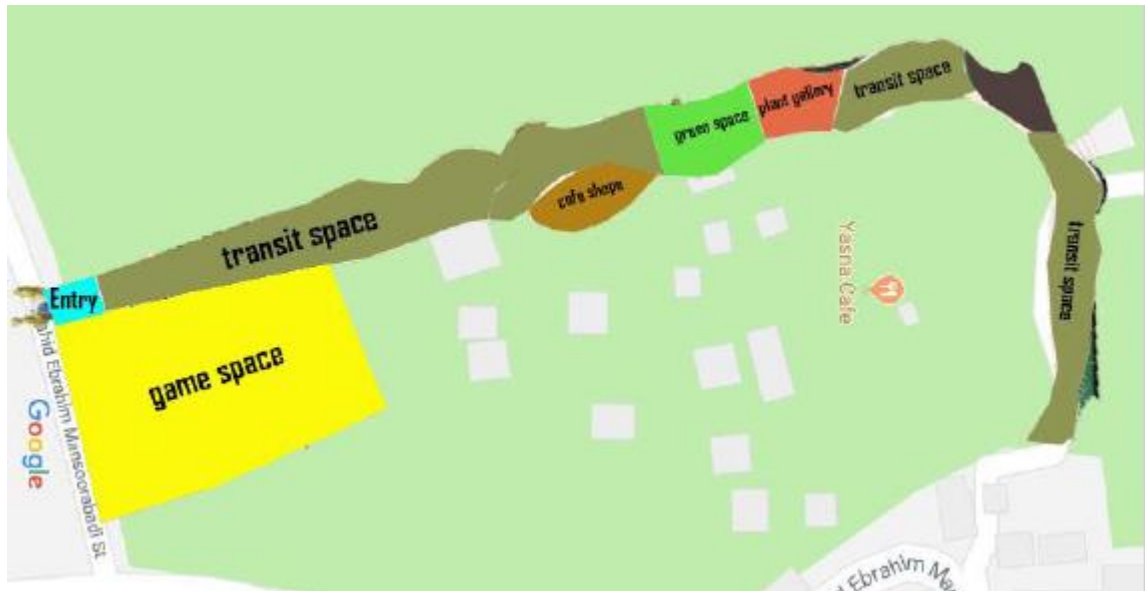 transit space
plant gallery
green space
cafe shope
transit space
transit space
Entry
game space
Yasna Cafe
hid Ebrahim Mansoorabadi St
Google
d Ebrahim Ma